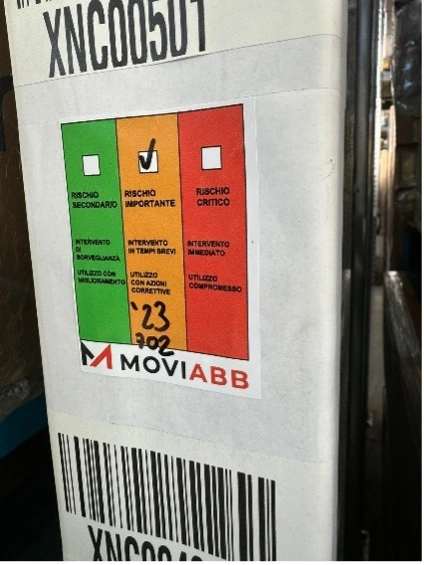 XNC00501
RISCHIO
SECONDARIO
INTERVENTO
DI
SORVEGLIANZA
UTILIZZO CON
MIGLIORAMENTO
RISCHIO
IMPORTANTE
INTERVENTO
IN TEMPI BREVI
UTILIZZO
CON AZIONI
CORRETTIVE
'23
702
RISCHIO
CRITICO
INTERVENTO
IMMEDIATO
UTILIZZO
COMPROMESSO
MOVIABB